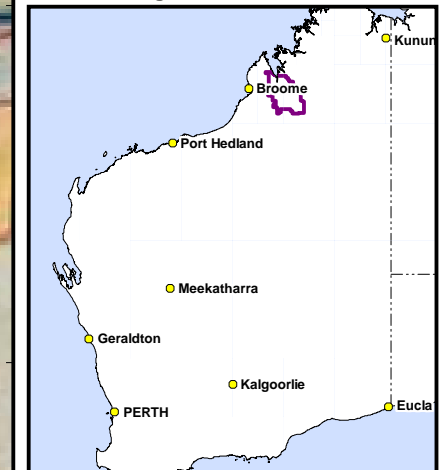 Kunun
Broome
Port Hedland
Meekatharra
Geraldton
Kalgoorlie
Eucla
PERTH